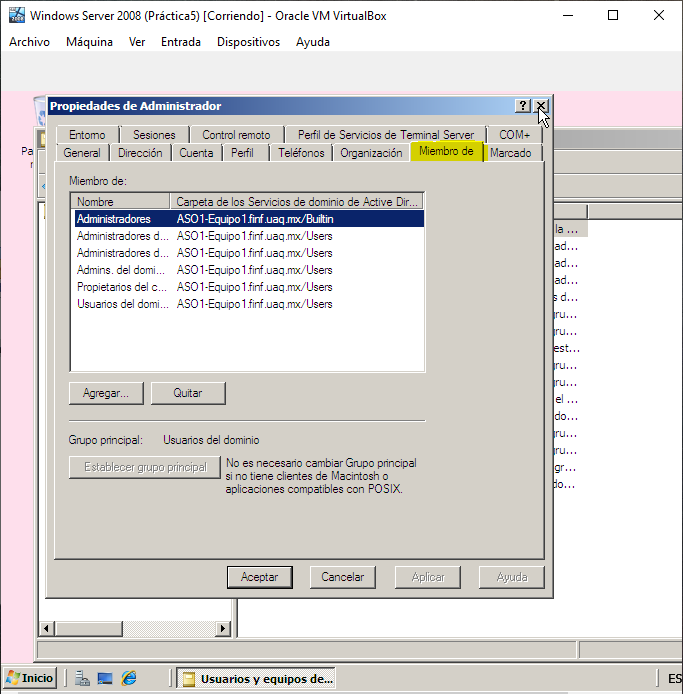 Windows Server 2008 (Práctica5) [Corriendo] - Oracle VM VirtualBox
Archivo Máquina Ver Entrada Dispositivos Ayuda
Propiedades de Administrador
Entorno Sesiones Control remoto Perfil de Servicios de Terminal Server COM+
General Dirección Cuenta Perfil Teléfonos Organización Miembro de Marcado
Pa
Miembro de:
Nombre Carpeta de los Servicios de dominio de Active Dir...
Administradores ASO1-Equipo1.finf.uaq.mx/Builtin
Administradores d... ASO1-Equipo1.finf.uaq.mx/Users
Administradores d... ASO1-Equipo1.finf.uaq.mx/Users
Admins. del domi... ASO1-Equipo1.finf.uaq.mx/Users
Propietarios del c... ASO1-Equipo1.finf.uaq.mx/Users
Usuarios del domi... ASO1-Equipo1.finf.uaq.mx/Users
la ...
ad...
ad...
ad...
s d...
gru...
gru...
est...
gru...
gru...
el ...
do...
gru...
gru...
gr...
do...
Agregar... Quitar
Grupo principal: Usuarios del dominio
Establecer grupo principal
No es necesario cambiar Grupo principal
si no tiene clientes de Macintosh o
aplicaciones compatibles con POSIX.
Aceptar Cancelar Aplicar Ayuda
Inicio Usuarios y equipos de... ES